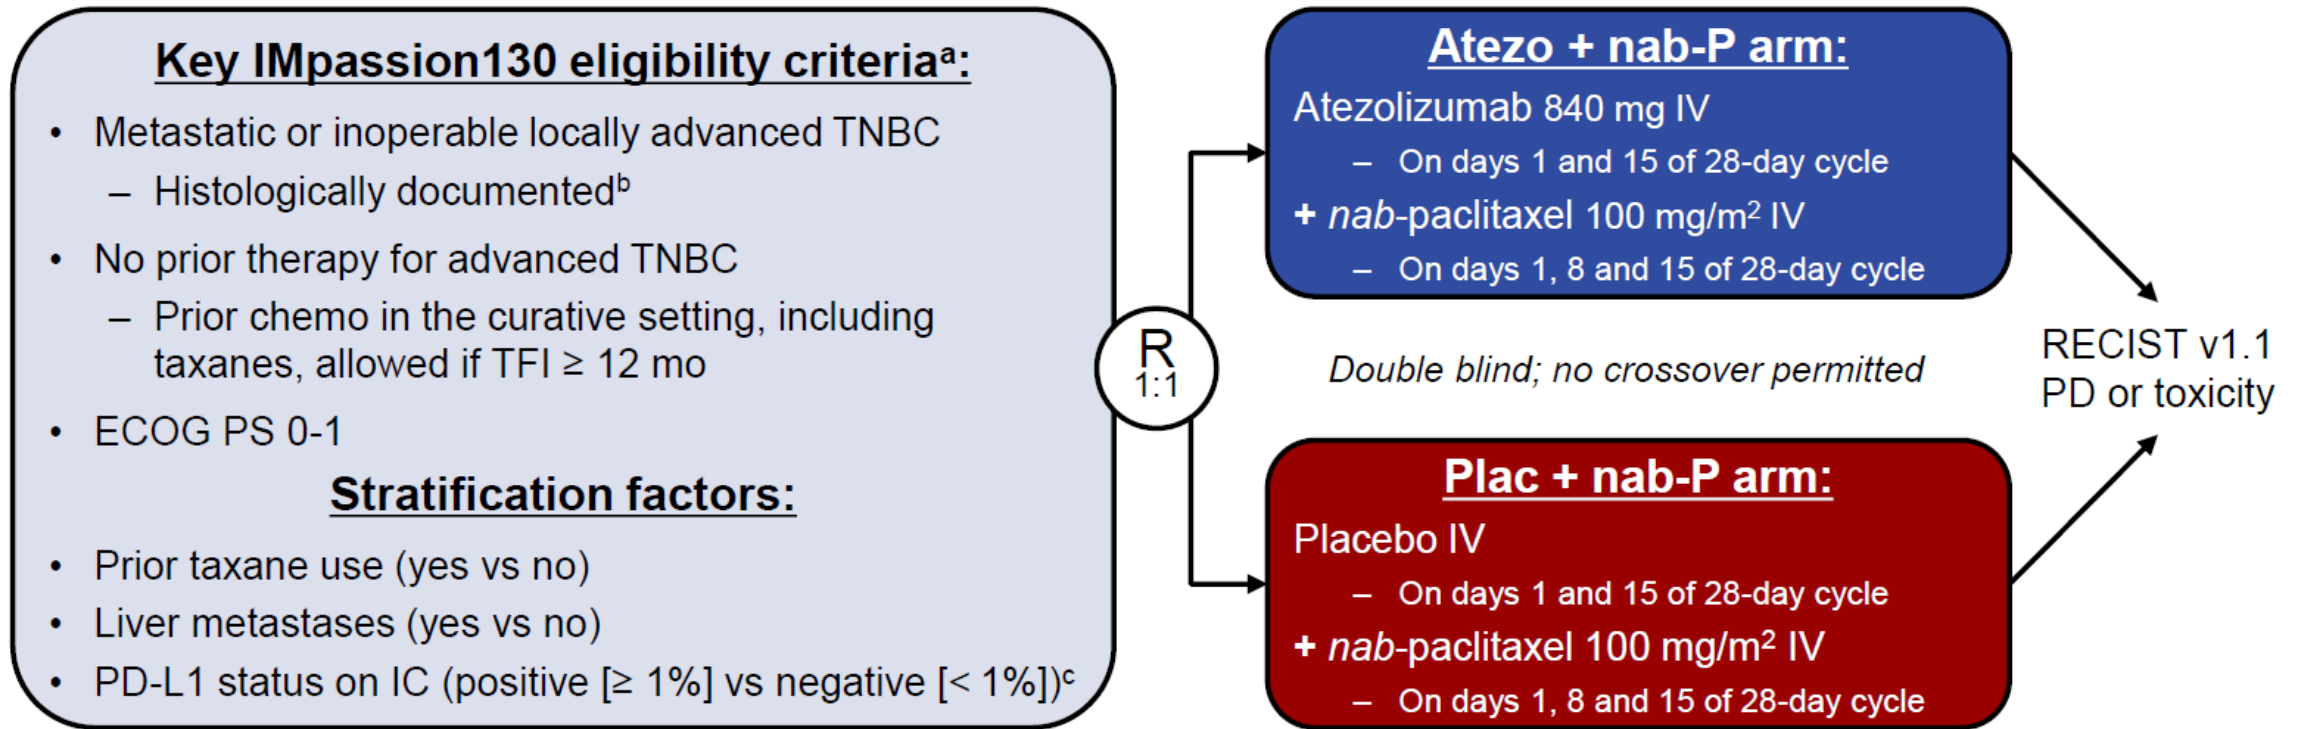 Key IMpassion130 eligibility criteriaᵃ:
• Metastatic or inoperable locally advanced TNBC
– Histologically documentedᵇ
• No prior therapy for advanced TNBC
– Prior chemo in the curative setting, including
taxanes, allowed if TFI ≥ 12 mo
• ECOG PS 0-1
Stratification factors:
• Prior taxane use (yes vs no)
• Liver metastases (yes vs no)
• PD-L1 status on IC (positive [≥ 1%] vs negative [< 1%])ᶜ
R
1:1
Atezo + nab-P arm:
Atezolizumab 840 mg IV
– On days 1 and 15 of 28-day cycle
+ nab-paclitaxel 100 mg/m² IV
– On days 1, 8 and 15 of 28-day cycle
Double blind; no crossover permitted
Plac + nab-P arm:
Placebo IV
– On days 1 and 15 of 28-day cycle
+ nab-paclitaxel 100 mg/m² IV
– On days 1, 8 and 15 of 28-day cycle
RECIST v1.1
PD or toxicity